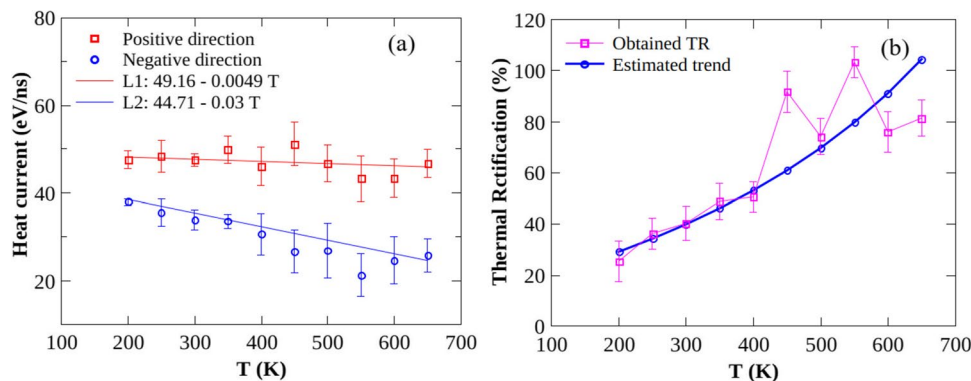 (a)
Positive direction
Negative direction
L1: 49.16 - 0.0049 T
L2: 44.71 - 0.03 T
Heat current (eV/ns)
80
60
40
20
100 200 300 400 500 600 700
T (K)
(b)
Obtained TR
Estimated trend
Thermal Rctification (%)
120
100
80
60
40
20
0
100 200 300 400 500 600 700
T (K)